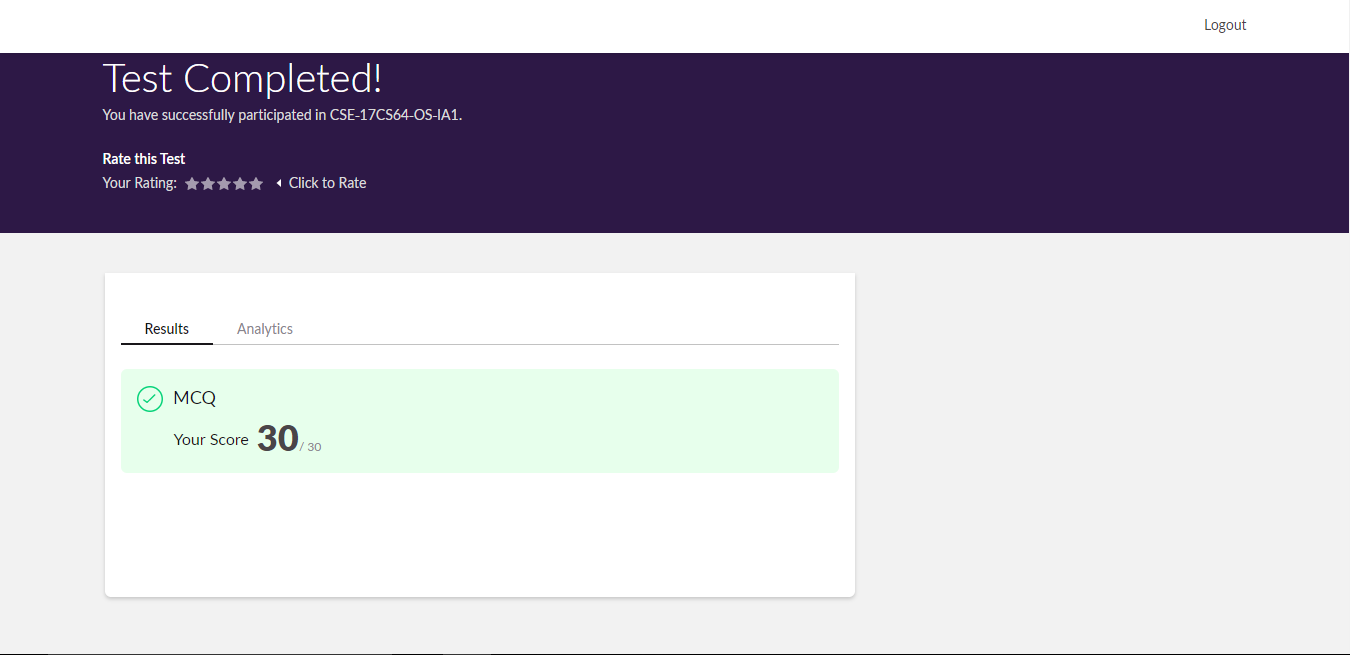 Logout
Test Completed!
You have successfully participated in CSE-17CS64-OS-IA1.
Rate this Test
Your Rating: Click to Rate
Results Analytics
MCQ
Your Score 30 / 30